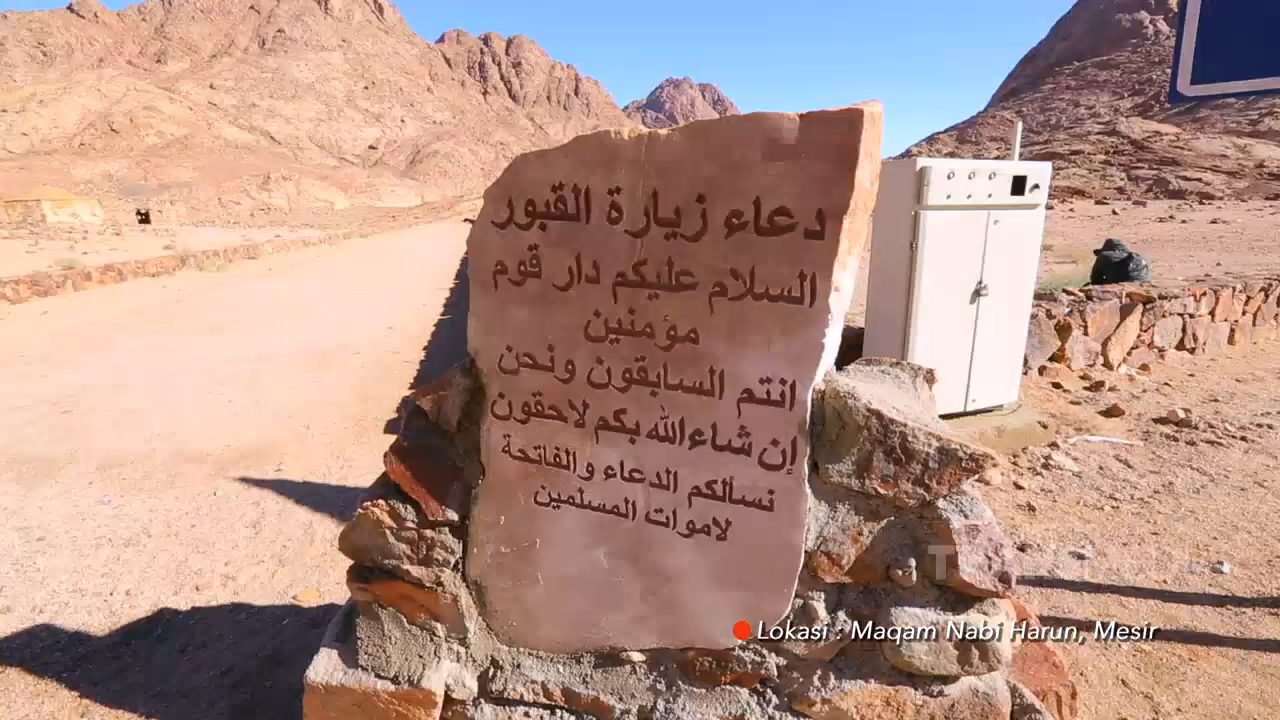 دعاء زيارة القبور
السلام عليكم دار قوم
مؤمنين
انتم السابقون ونحن
إن شاء الله بكم لاحقون
نسألكم الدعاء والفاتحة
لاموات المسلمين
Lokasi : Maqam Nabi Harun, Mesir